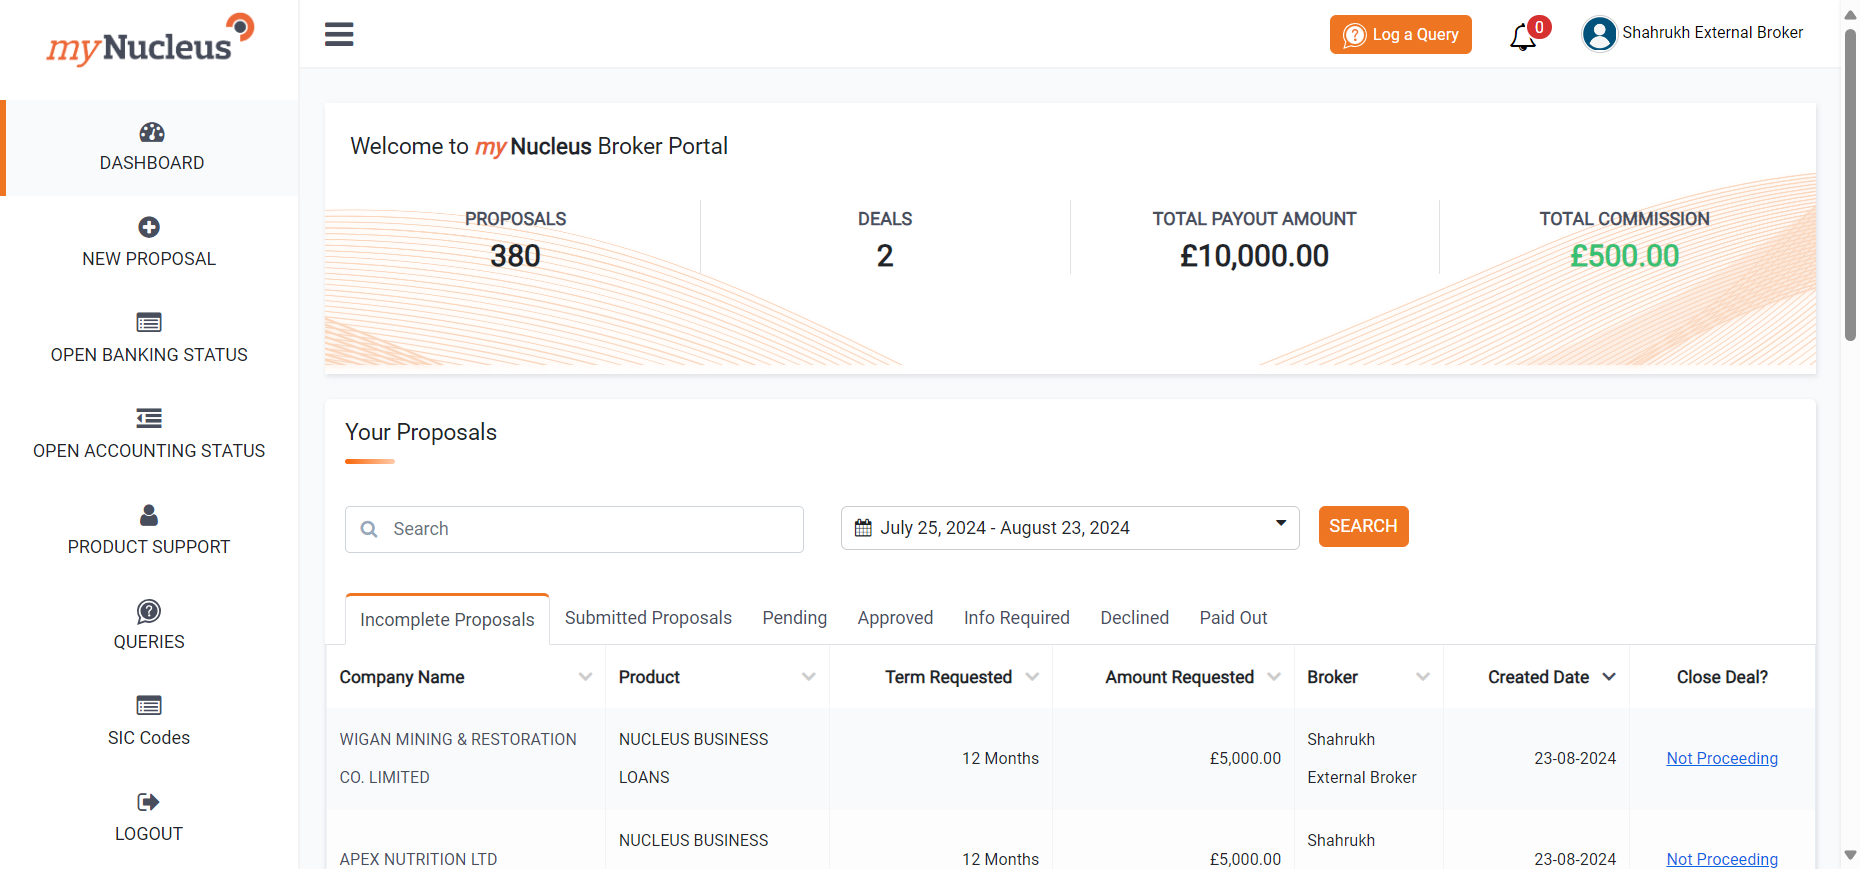 myNucleus
Log a Query
0
Shahrukh External Broker
DASHBOARD
NEW PROPOSAL
OPEN BANKING STATUS
OPEN ACCOUNTING STATUS
PRODUCT SUPPORT
QUERIES
SIC Codes
LOGOUT
Welcome to my Nucleus Broker Portal
PROPOSALS
380
DEALS
2
TOTAL PAYOUT AMOUNT
£10,000.00
TOTAL COMMISSION
£500.00
Your Proposals
Search
July 25, 2024 - August 23, 2024
SEARCH
Incomplete Proposals Submitted Proposals Pending Approved Info Required Declined Paid Out
Company Name Product Term Requested Amount Requested Broker Created Date Close Deal?
WIGAN MINING & RESTORATION
CO. LIMITED
NUCLEUS BUSINESS
LOANS
12 Months
£5,000.00
Shahrukh
External Broker
23-08-2024
Not Proceeding
APEX NUTRITION LTD
NUCLEUS BUSINESS
12 Months
£5,000.00
Shahrukh
23-08-2024
Not Proceeding